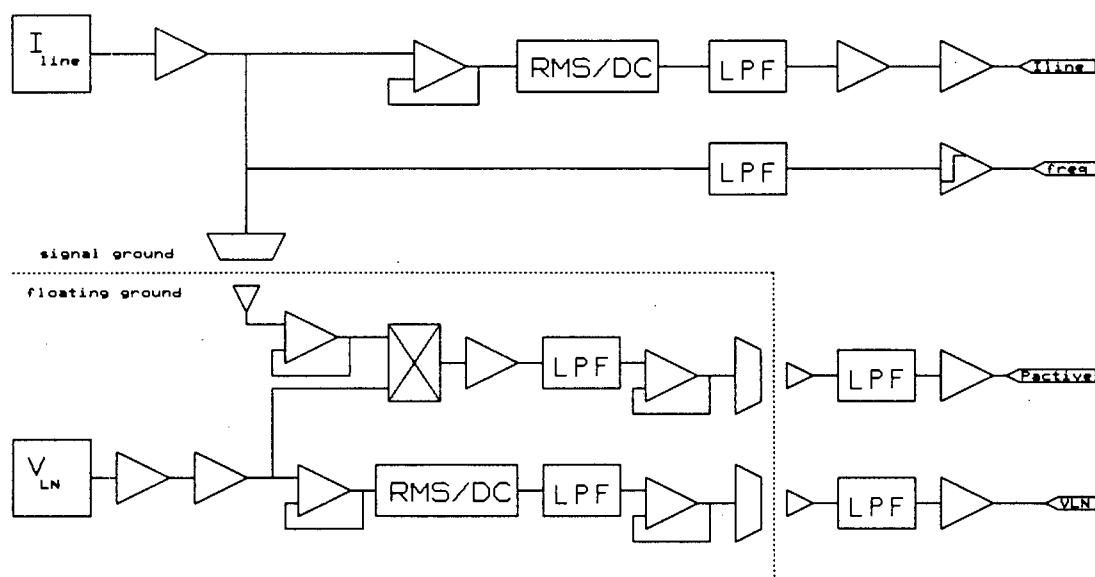 I line
RMS/DC LPF Iline
LPF freq
signal ground
floating ground
LPF LPF Pactive
V LN
RMS/DC LPF LPF VLN